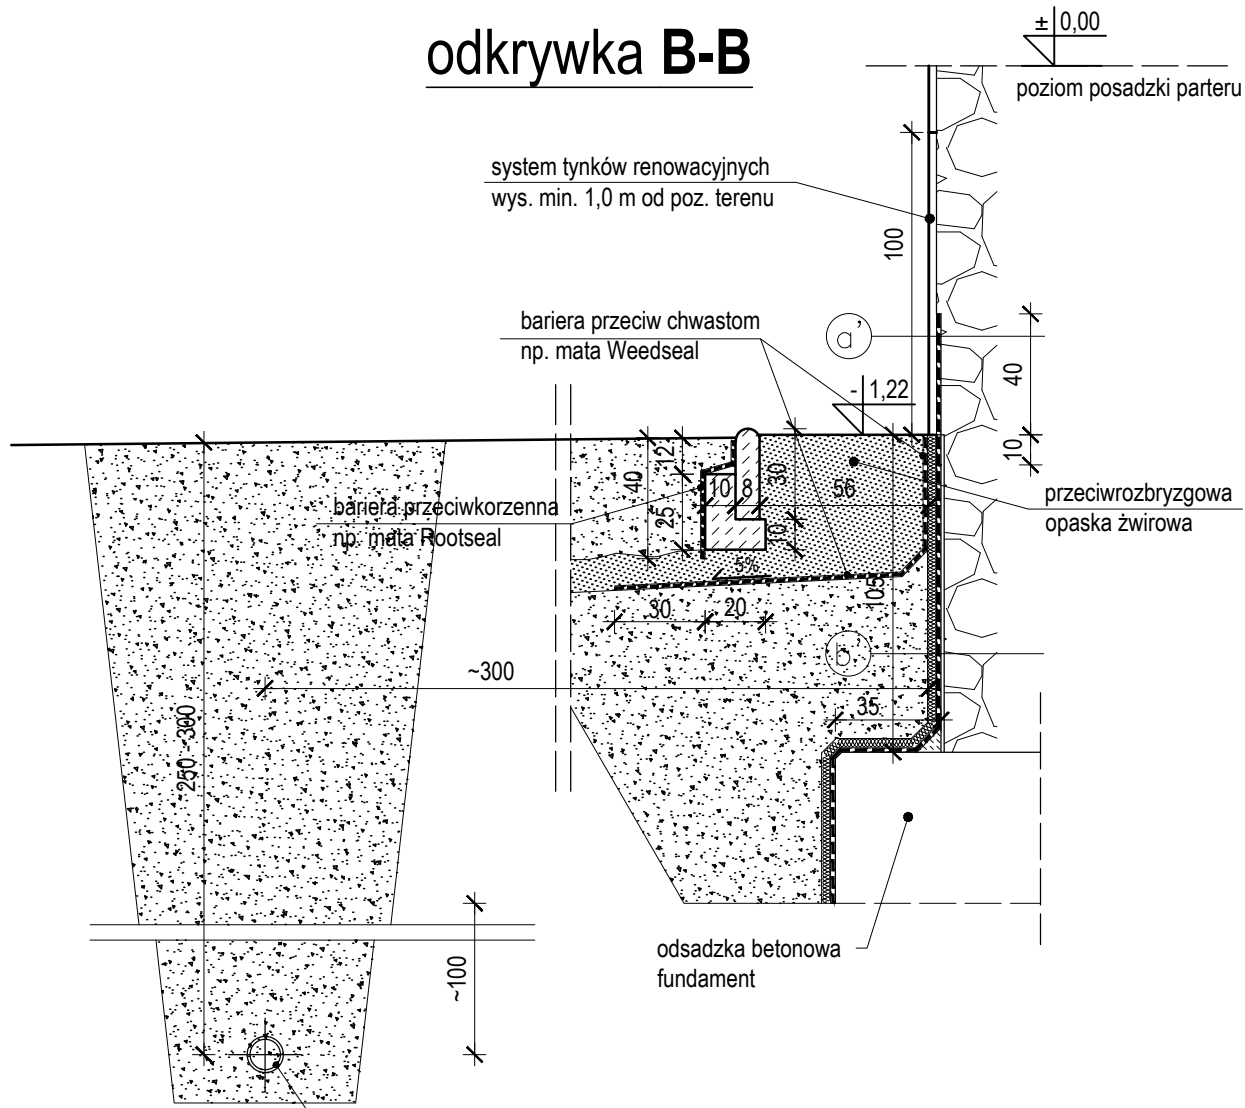 odkrywka B-B
± 0,00
poziom posadzki parteru
system tynków renowacyjnych
wys. min. 1,0 m od poz. terenu
100
bariera przeciw chwastom
np. mata Weedseal
a'
40
- 1,22
10
12
40
25
10
8
30
56
10
przeciwrozbryzgowa
opaska żwirowa
bariera przeciwkorzenna
np. mata Rootseal
5%
105
30
20
b'
~300
35
250 - 300
odsadzka betonowa
fundament
~100